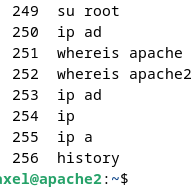 249  su root
250  ip ad
251  whereis apache
252  whereis apache2
253  ip ad
254  ip
255  ip a
256  history
axel@apache2:~$